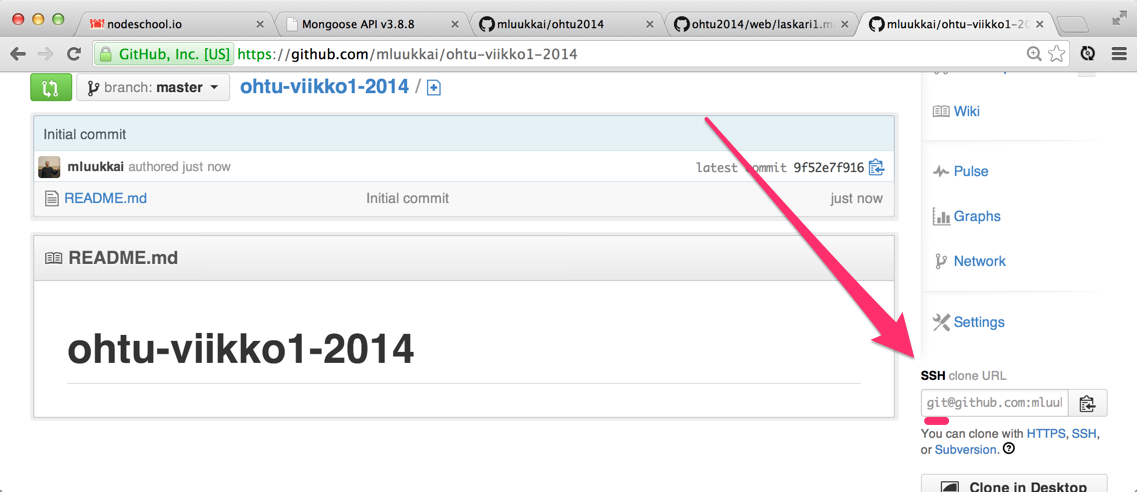 nodeschool.io
Mongoose API v3.8.8
mluukkai/ohtu2014
ohtu2014/web/laskari1.m
mluukkai/ohtu-viikko1-20
GitHub, Inc. [US] https://github.com/mluukkai/ohtu-viikko1-2014
branch: master
ohtu-viikko1-2014 /
Initial commit
mluukkai authored just now
latest commit 9f52e7f916
README.md Initial commit just now
README.md
ohtu-viikko1-2014
Wiki
Pulse
Graphs
Network
Settings
SSH clone URL
git@github.com:mluuk
You can clone with HTTPS, SSH,
or Subversion.
Clone in Desktop